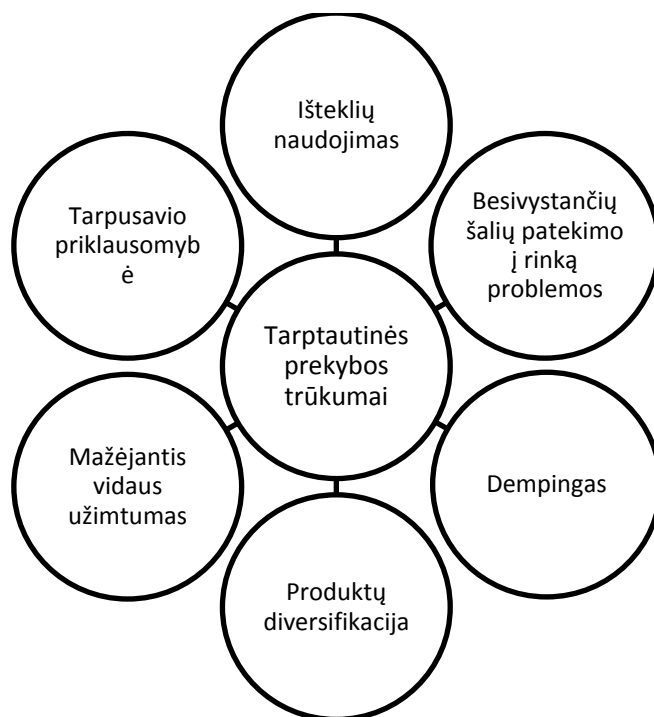 Išteklių
naudojimas
Tarpusavio
priklausomyb
ė
Besivystančių
šalių patekimo
į rinką
problemos
Tarptautinės
prekybos
trūkumai
Mažėjantis
vidaus
užimtumas
Dempingas
Produktų
diversifikacija